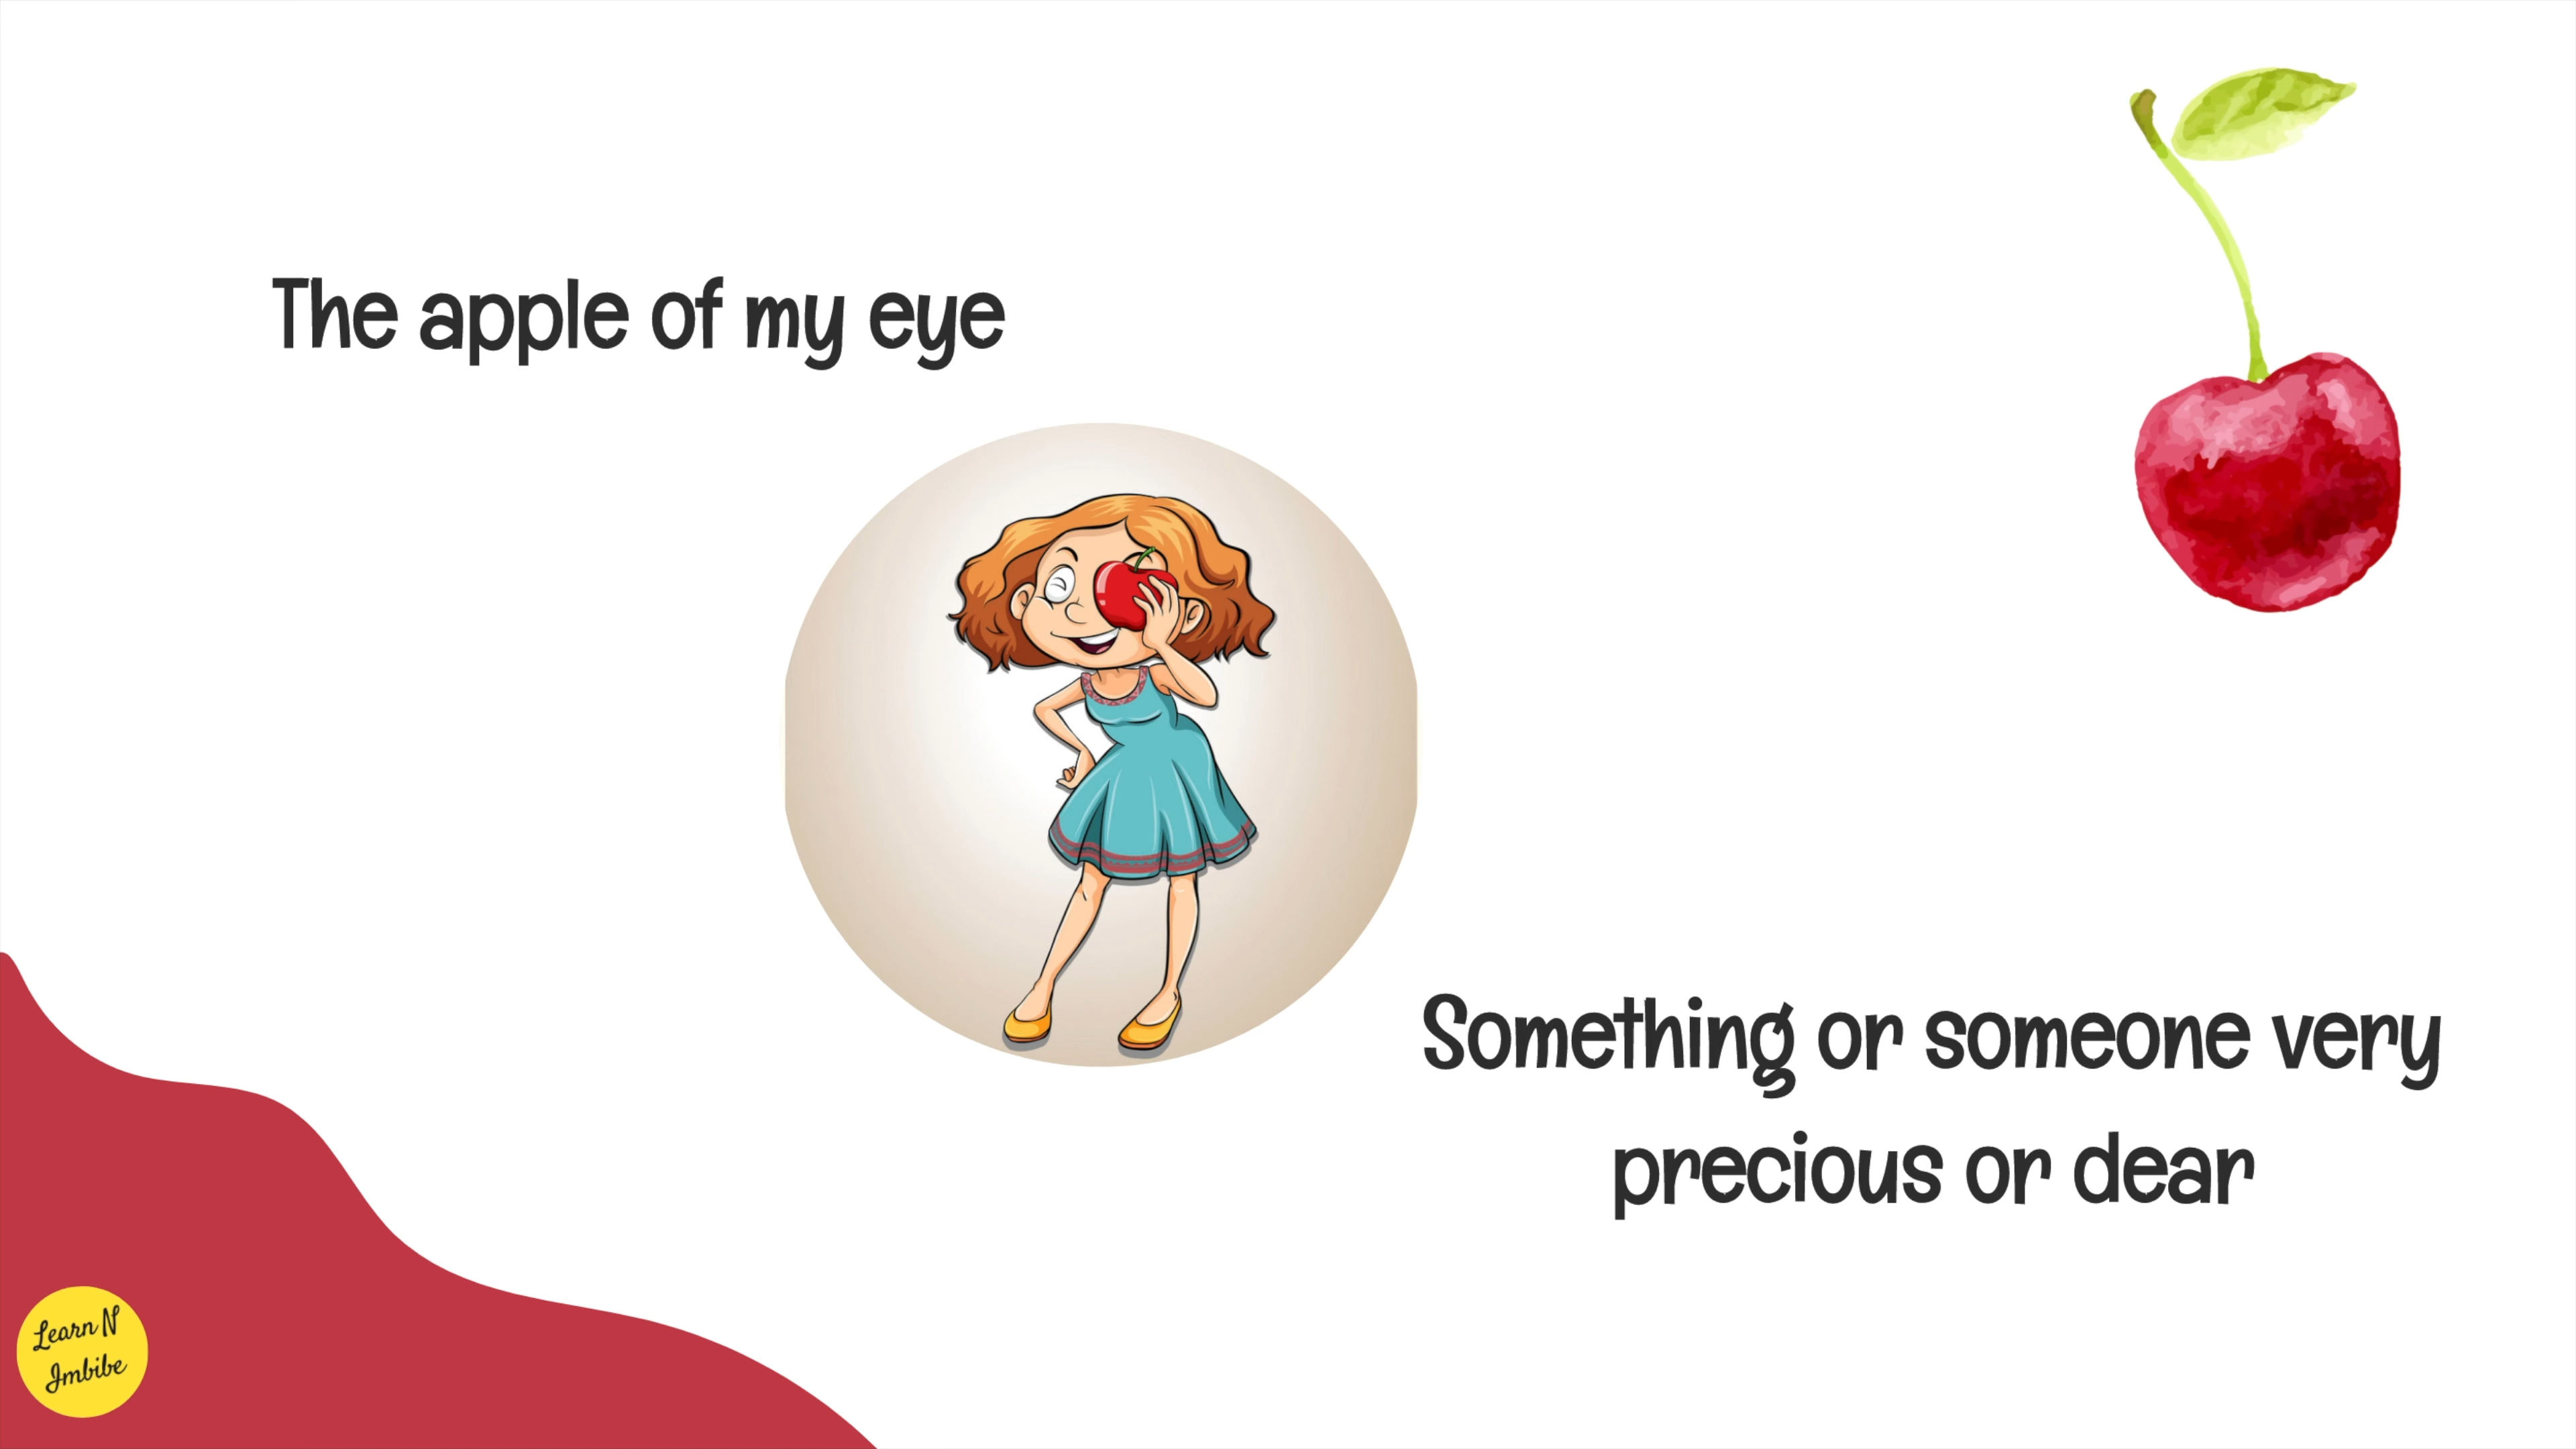 The apple of my eye
Something or someone very
precious or dear
Learn N
Imbibe